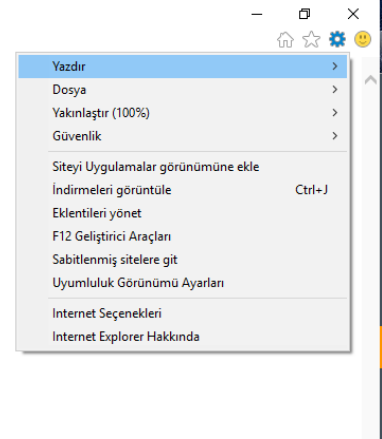 Yazdır
Dosya
Yakınlaştır (100%)
Güvenlik
Siteyi Uygulamalar görünümüne ekle
İndirmeleri görüntüle Ctrl+J
Eklentileri yönet
F12 Geliştirici Araçları
Sabitlenmiş sitelere git
Uyumluluk Görünümü Ayarları
Internet Seçenekleri
Internet Explorer Hakkında